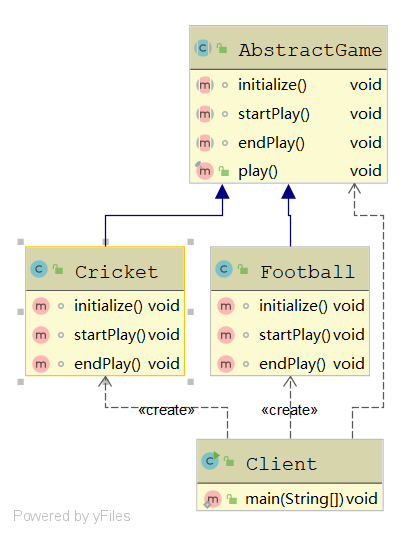 AbstractGame
initialize() void
startPlay() void
endPlay() void
play() void
Cricket
initialize() void
startPlay() void
endPlay() void
Football
initialize() void
startPlay() void
endPlay() void
«create»
«create»
Client
main(String[]) void
Powered by yFiles